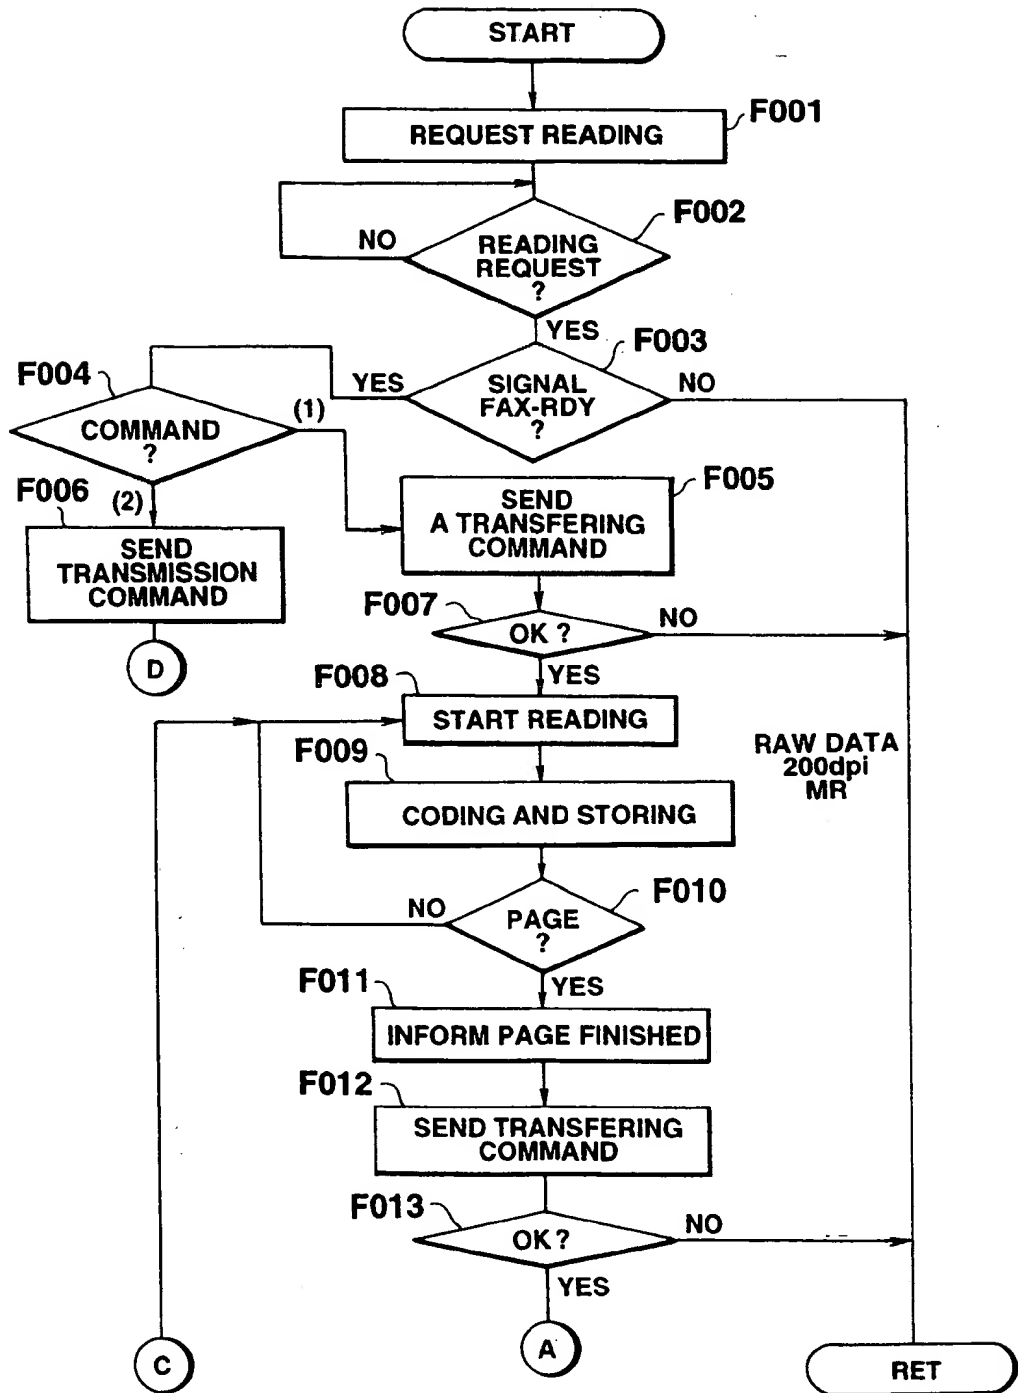 START
REQUEST READING
F001
F002
NO
READING
REQUEST
?
YES
F003
F004
YES
SIGNAL
FAX-RDY
?
NO
(1)
COMMAND
?
F005
F006
(2)
SEND
A TRANSFERING
COMMAND
SEND
TRANSMISSION
COMMAND
F007
OK ?
NO
D
YES
F008
START READING
F009
RAW DATA
200dpi
MR
CODING AND STORING
F010
NO
PAGE
?
F011
YES
INFORM PAGE FINISHED
F012
SEND TRANSFERING
COMMAND
F013
OK ?
NO
YES
C
A
RET